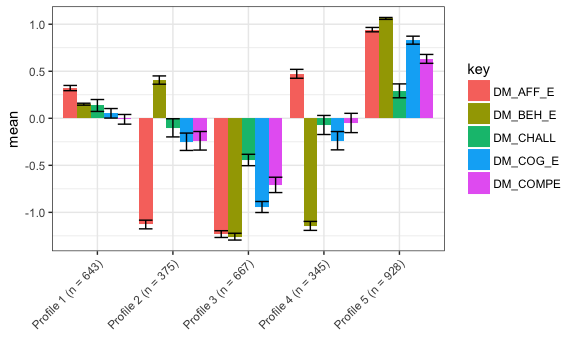 mean
1.0
0.5
0.0
-0.5
-1.0
Profile 1 (n = 643)
Profile 2 (n = 375)
Profile 3 (n = 667)
Profile 4 (n = 345)
Profile 5 (n = 928)
key
DM_AFF_E
DM_BEH_E
DM_CHALL
DM_COG_E
DM_COMPE